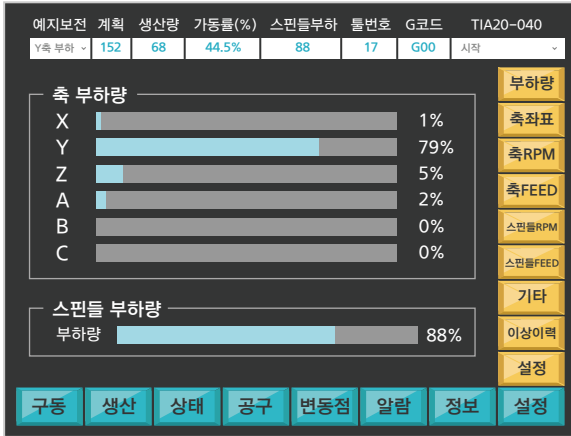 예지보전 계획 생산량 가동률(%) 스핀들부하 툴번호 G코드 TIA20-040
Y축 부하 152 68 44.5% 88 17 G00 시작
부하량
축좌표
축RPM
축FEED
스핀들RPM
스핀들FEED
기타
이상이력
설정
축 부하량
X 1%
Y 79%
Z 5%
A 2%
B 0%
C 0%
스핀들 부하량
부하량 88%
구동 생산 상태 공구 변동점 알람 정보 설정